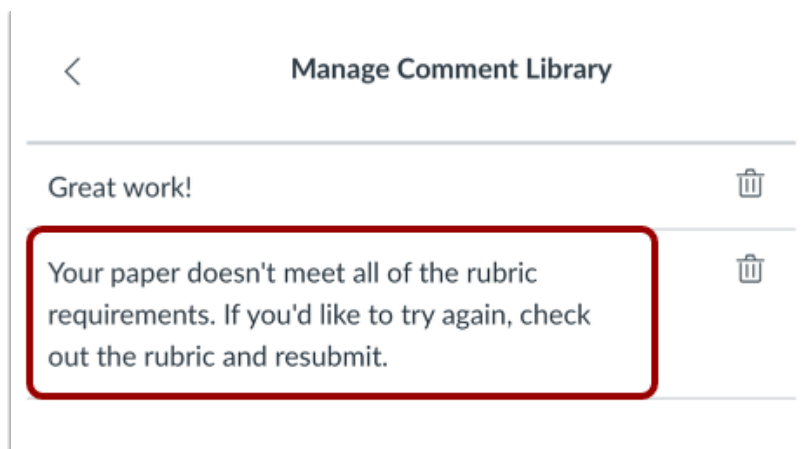 Manage Comment Library
Great work!
Your paper doesn't meet all of the rubric
requirements. If you'd like to try again, check
out the rubric and resubmit.